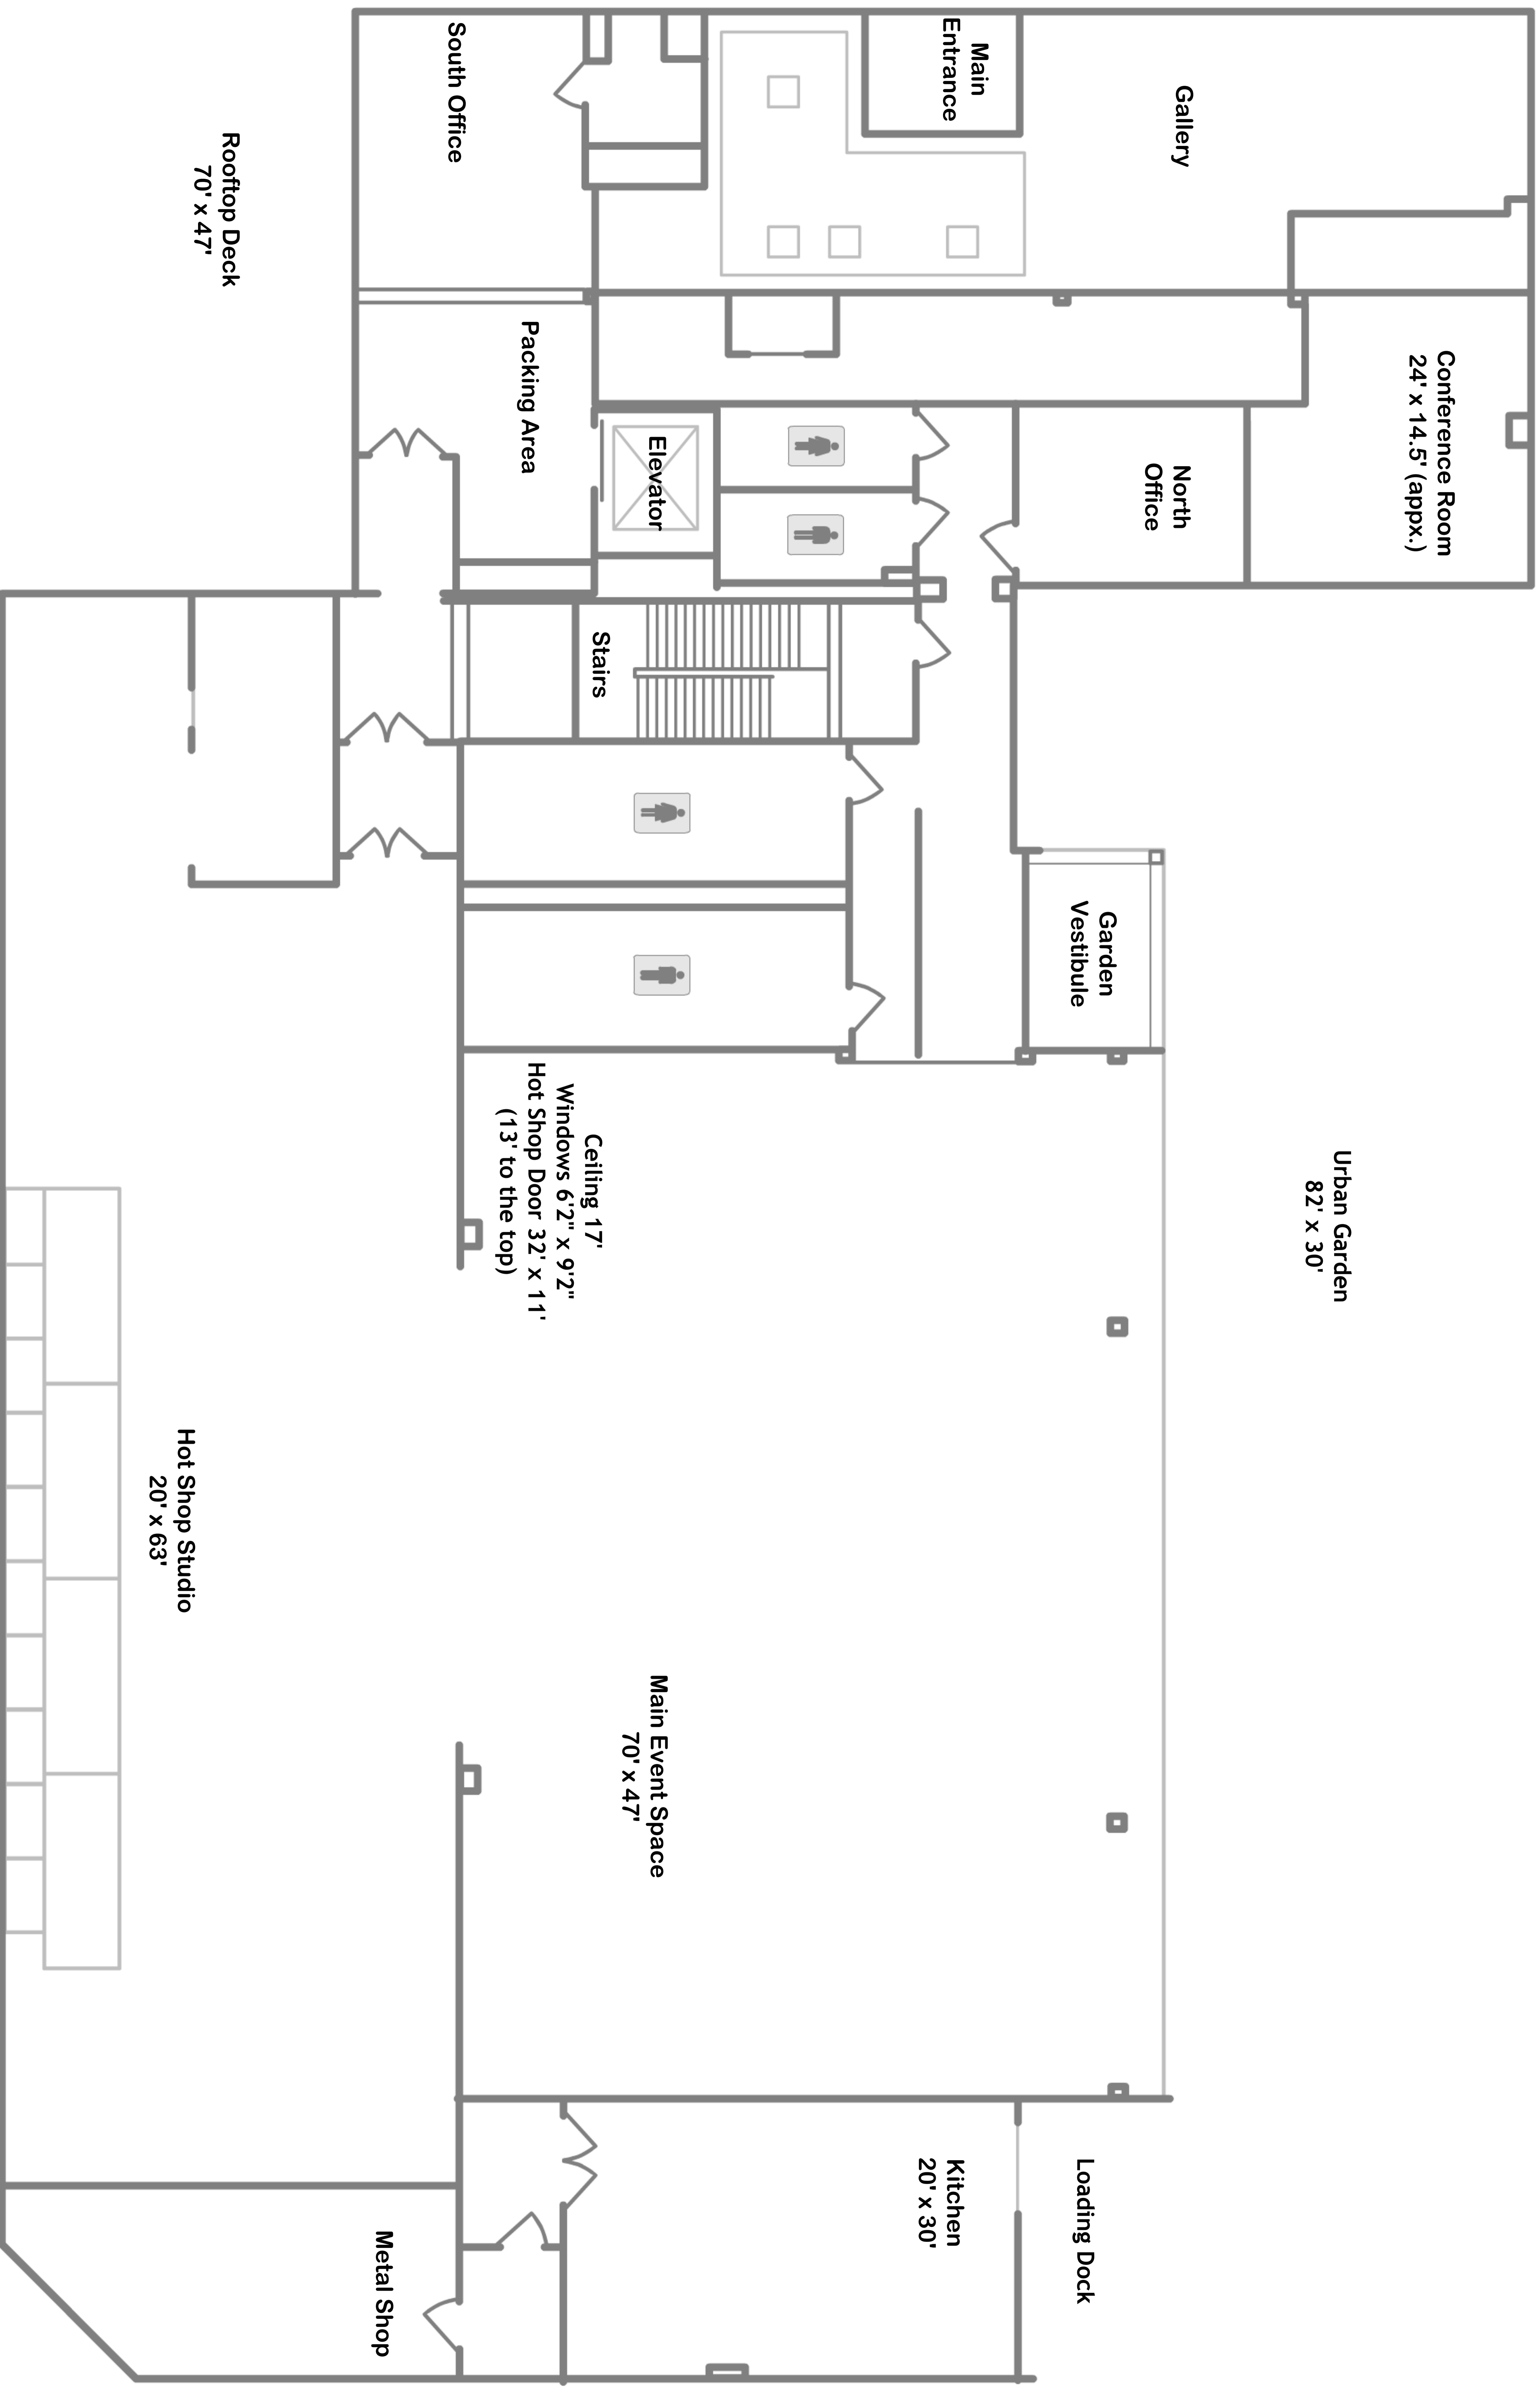 Urban Garden
82' x 30'
Conference Room
24' x 14.5' (appx.)
Gallery
North
Office
Garden
Vestibule
Loading Dock
Main
Entrance
Kitchen
20' x 30'
Elevator
Stairs
Main Event Space
70' x 47'
Ceiling 17'
Windows 6'2" x 9'2"
Hot Shop Door 32' x 11'
(13' to the top)
South Office
Packing Area
Metal Shop
Rooftop Deck
70' x 47'
Hot Shop Studio
20' x 63'